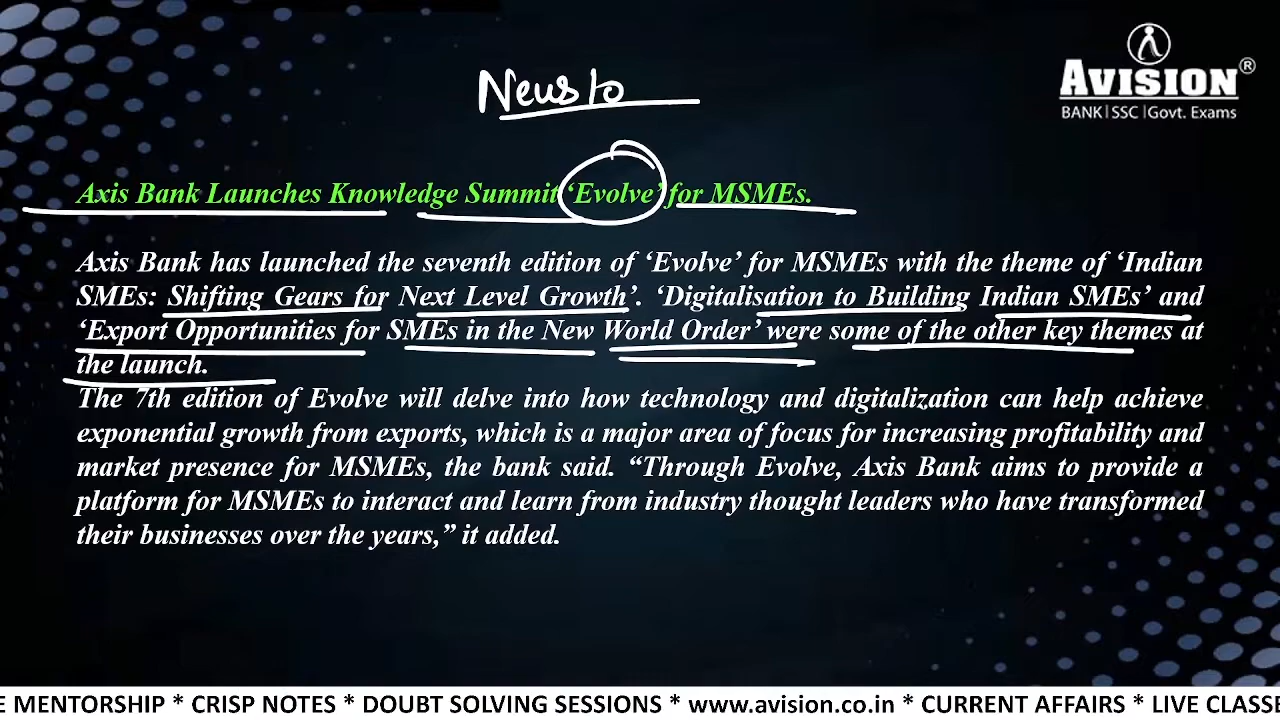 News to
AVISION®
BANK|SSC|Govt. Exams
Axis Bank Launches Knowledge Summit ‘Evolve’ for MSMEs.
Axis Bank has launched the seventh edition of ‘Evolve’ for MSMEs with the theme of ‘Indian
SMEs: Shifting Gears for Next Level Growth’. ‘Digitalisation to Building Indian SMEs’ and
‘Export Opportunities for SMEs in the New World Order’ were some of the other key themes at
the launch.
The 7th edition of Evolve will delve into how technology and digitalization can help achieve
exponential growth from exports, which is a major area of focus for increasing profitability and
market presence for MSMEs, the bank said. “Through Evolve, Axis Bank aims to provide a
platform for MSMEs to interact and learn from industry thought leaders who have transformed
their businesses over the years,” it added.
E MENTORSHIP * CRISP NOTES * DOUBT SOLVING SESSIONS * www.avision.co.in * CURRENT AFFAIRS * LIVE CLASSE